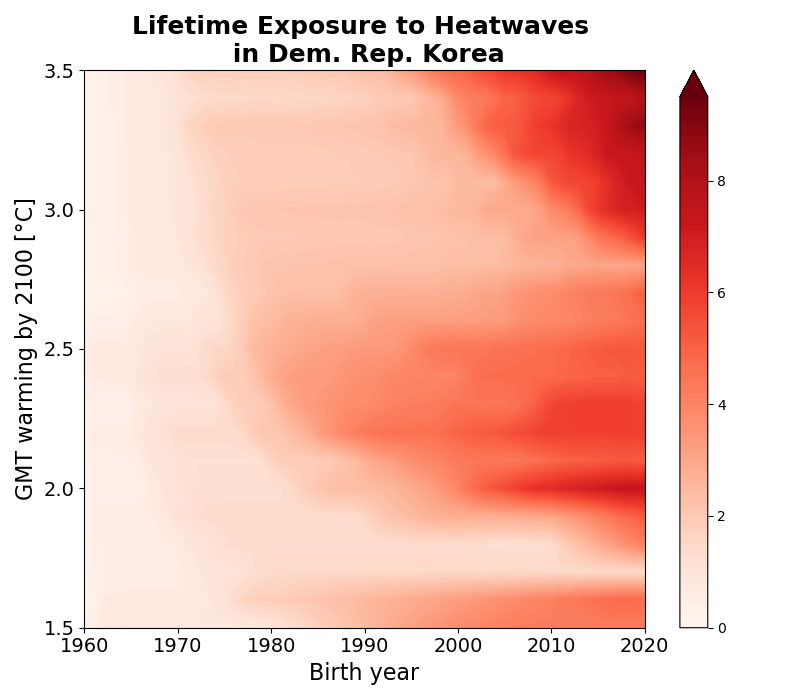 Lifetime Exposure to Heatwaves
in Dem. Rep. Korea
GMT warming by 2100 [°C]
3.5
3.0
2.5
2.0
1.5
1960 1970 1980 1990 2000 2010 2020
Birth year
8
6
4
2
0